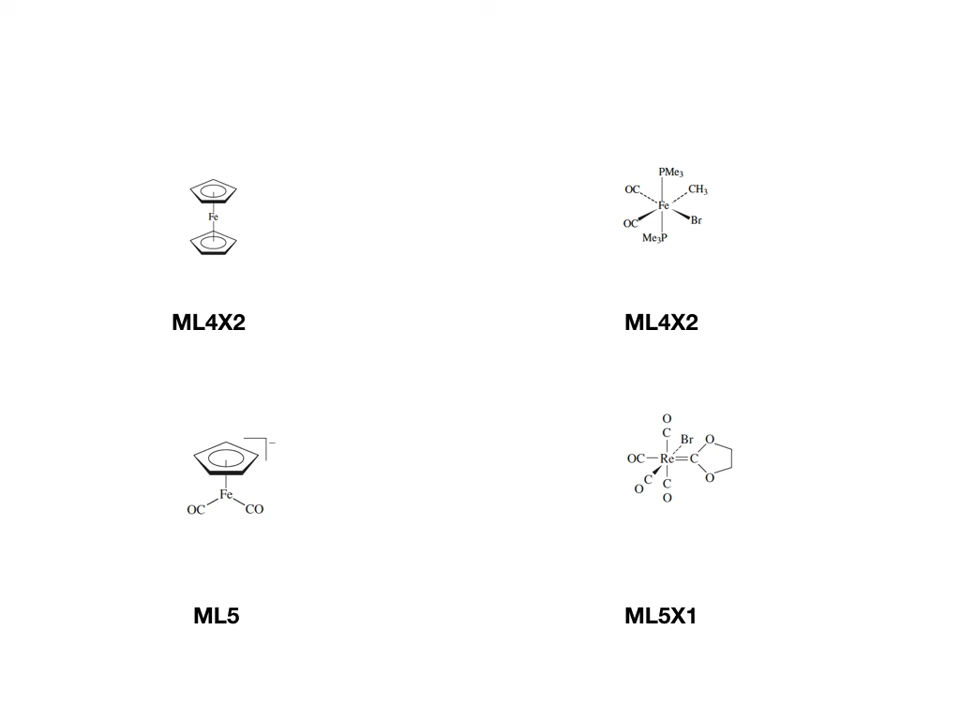 Fe
PMe3
OC
CH3
Fe
OC
Br
Me3P
ML4X2
ML4X2
−
Fe
OC
CO
O
C
Br
O
OC
Re
C
C
O
C
O
O
ML5
ML5X1